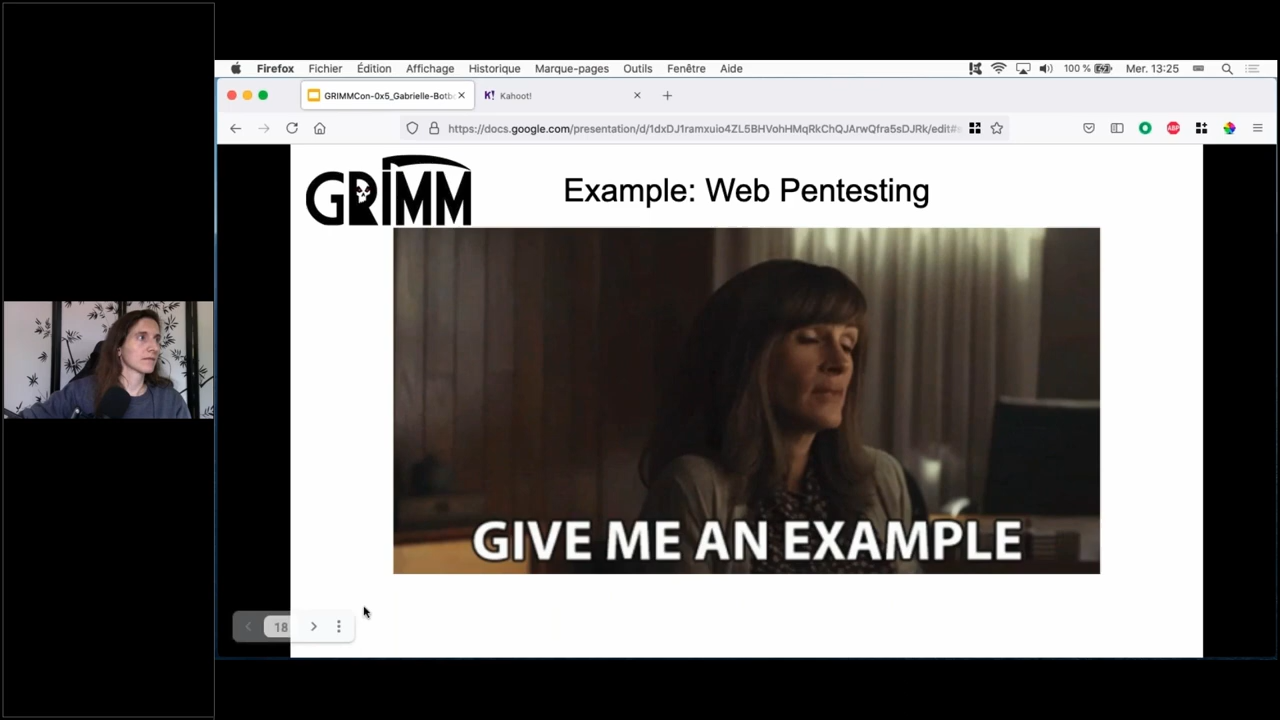 Firefox Fichier Édition Affichage Historique Marque-pages Outils Fenêtre Aide 100 % Mer. 13:25
GRIMMCon-0x5_Gabrielle-Botb
K! Kahoot!
https://docs.google.com/presentation/d/1dxDJ1ramxuio4ZL5BHVohHMqRkChQJArwQfra5sDJRk/edit#
ABP
GRIMM
Example: Web Pentesting
GIVE ME AN EXAMPLE
18